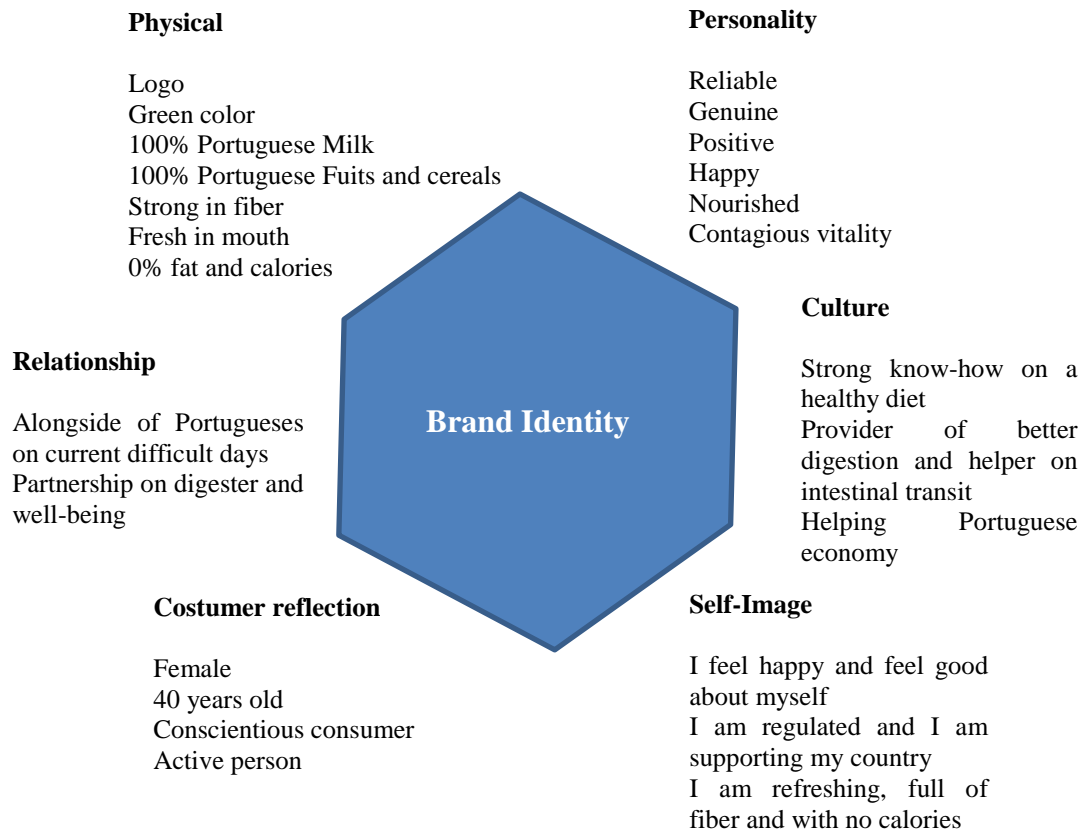 Physical
Logo
Green color
100% Portuguese Milk
100% Portuguese Fuits and cereals
Strong in fiber
Fresh in mouth
0% fat and calories
Personality
Reliable
Genuine
Positive
Happy
Nourished
Contagious vitality
Relationship
Alongside of Portugueses
on current difficult days
Partnership on digester and
well-being
Brand Identity
Culture
Strong know-how on a
healthy diet
Provider of better
digestion and helper on
intestinal transit
Helping Portuguese
economy
Costumer reflection
Female
40 years old
Conscientious consumer
Active person
Self-Image
I feel happy and feel good
about myself
I am regulated and I am
supporting my country
I am refreshing, full of
fiber and with no calories